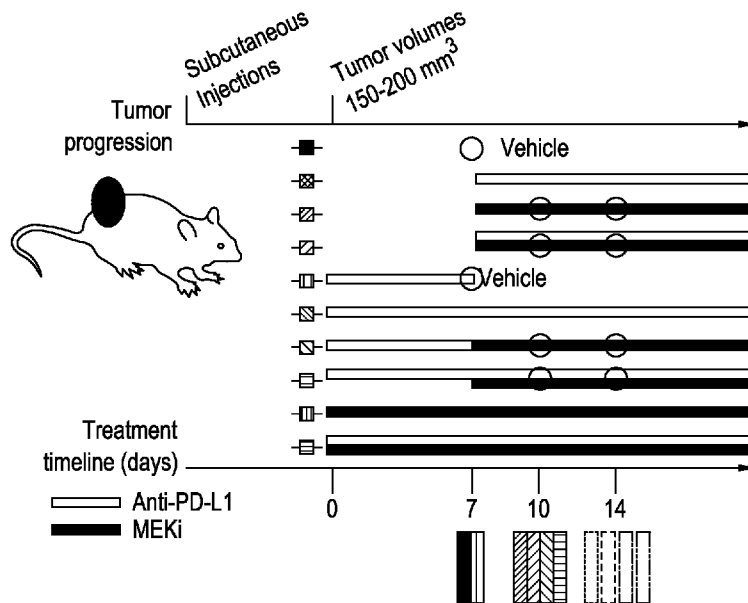 Subcutaneous
Injections
Tumor volumes
150-200 mm3
Tumor
progression
Vehicle
Vehicle
Treatment
timeline (days)
0 7 10 14
Anti-PD-L1
MEKi